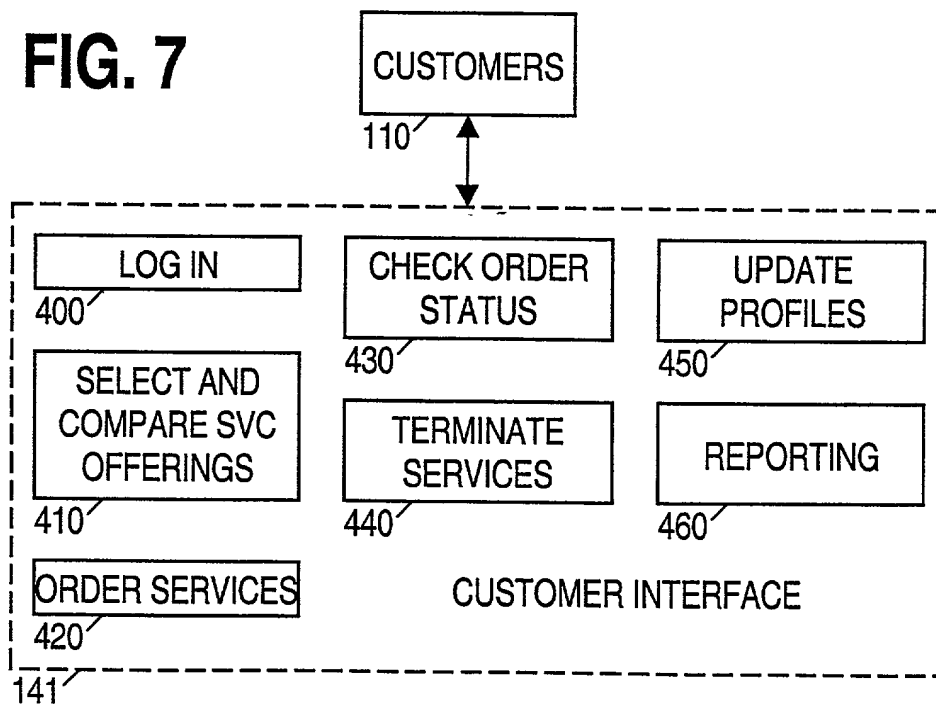 FIG. 7
CUSTOMERS
110
LOG IN
400
SELECT AND
COMPARE SVC
OFFERINGS
410
ORDER SERVICES
420
CHECK ORDER
STATUS
430
TERMINATE
SERVICES
440
UPDATE
PROFILES
450
REPORTING
460
CUSTOMER INTERFACE
141